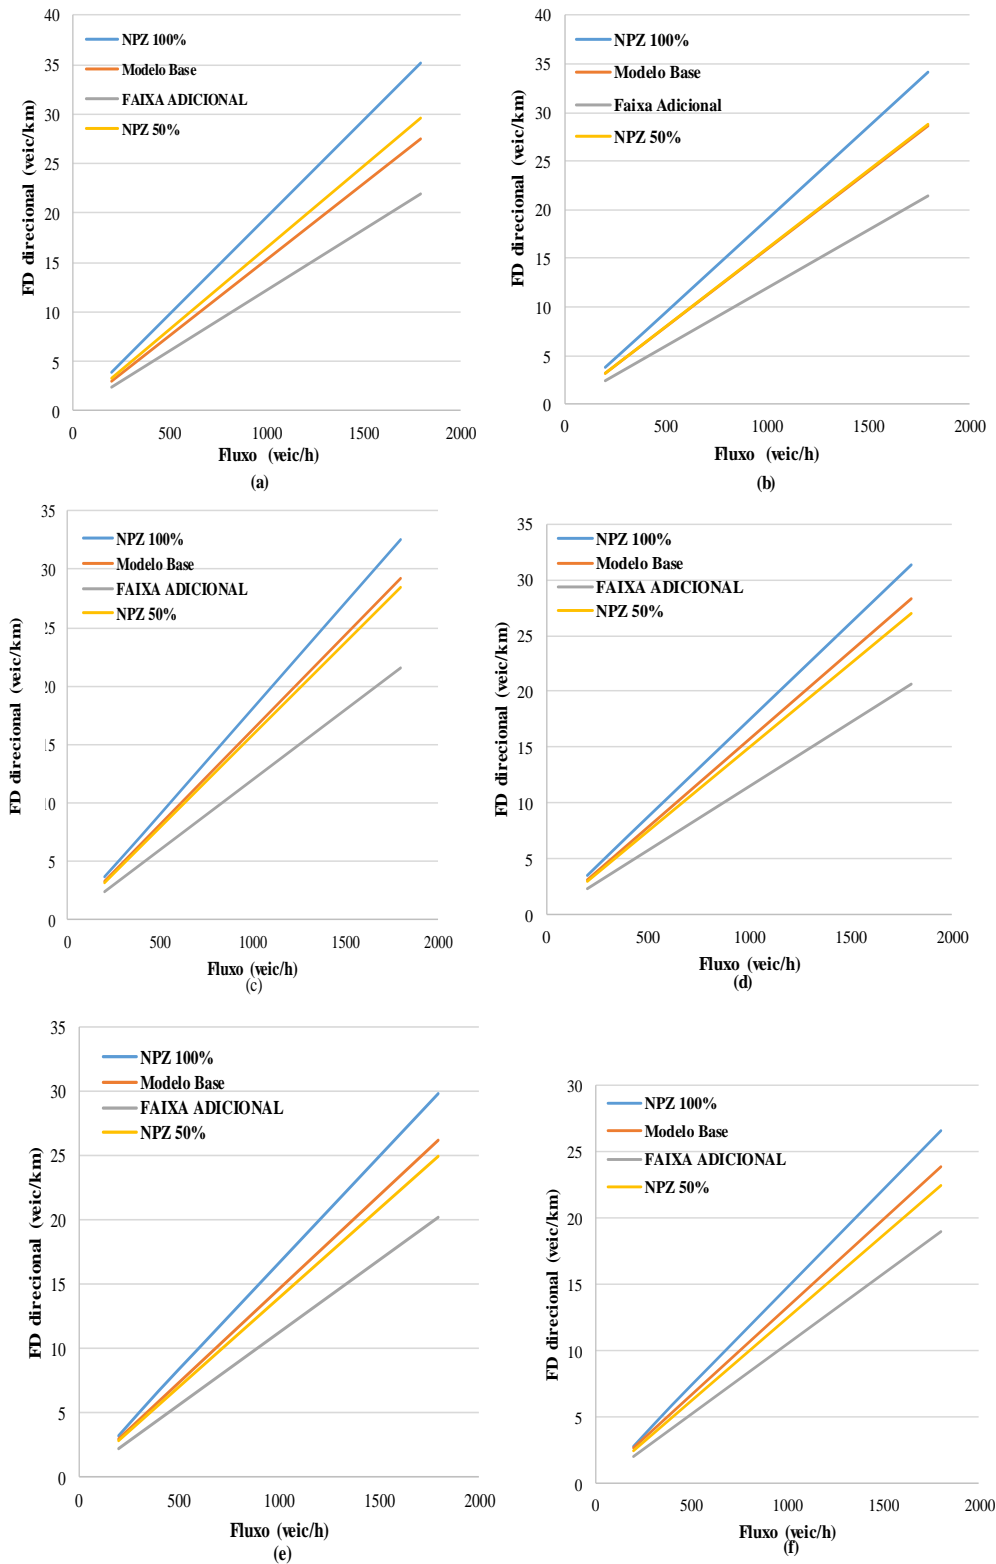 40
35
30
25
20
15
10
5
0
NPZ 100%
Modelo Base
FAIXA ADICIONAL
NPZ 50%
FD direcional (veic/km)
0 500 1000 1500 2000
Fluxo (veic/h)
(a)
40
35
30
25
20
15
10
5
0
NPZ 100%
Modelo Base
Faixa Adicional
NPZ 50%
FD direcional (veic/km)
0 500 1000 1500 2000
Fluxo (veic/h)
(b)
35
30
25
20
15
10
5
0
NPZ 100%
Modelo Base
FAIXA ADICIONAL
NPZ 50%
FD direcional (veic/km)
0 500 1000 1500 2000
Fluxo (veic/h)
(c)
35
30
25
20
15
10
5
0
NPZ 100%
Modelo Base
FAIXA ADICIONAL
NPZ 50%
FD direcional (veic/km)
0 500 1000 1500 2000
Fluxo (veic/h)
(d)
35
30
25
20
15
10
5
0
NPZ 100%
Modelo Base
FAIXA ADICIONAL
NPZ 50%
FD direcional (veic/km)
0 500 1000 1500 2000
Fluxo (veic/h)
(e)
30
25
20
15
10
5
0
NPZ 100%
Modelo Base
FAIXA ADICIONAL
NPZ 50%
FD direcional (veic/km)
0 500 1000 1500 2000
Fluxo (veic/h)
(f)